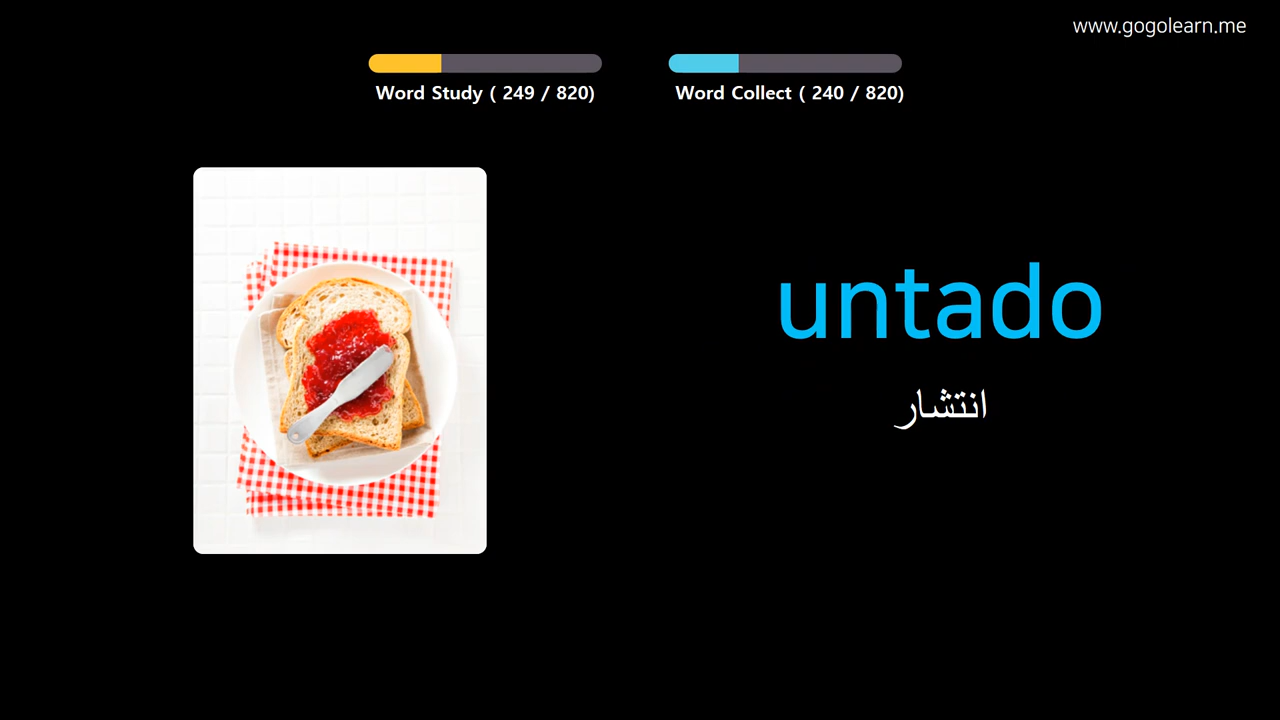 www.gogolearn.me
Word Study ( 249 / 820)
Word Collect ( 240 / 820)
untado
انتشار